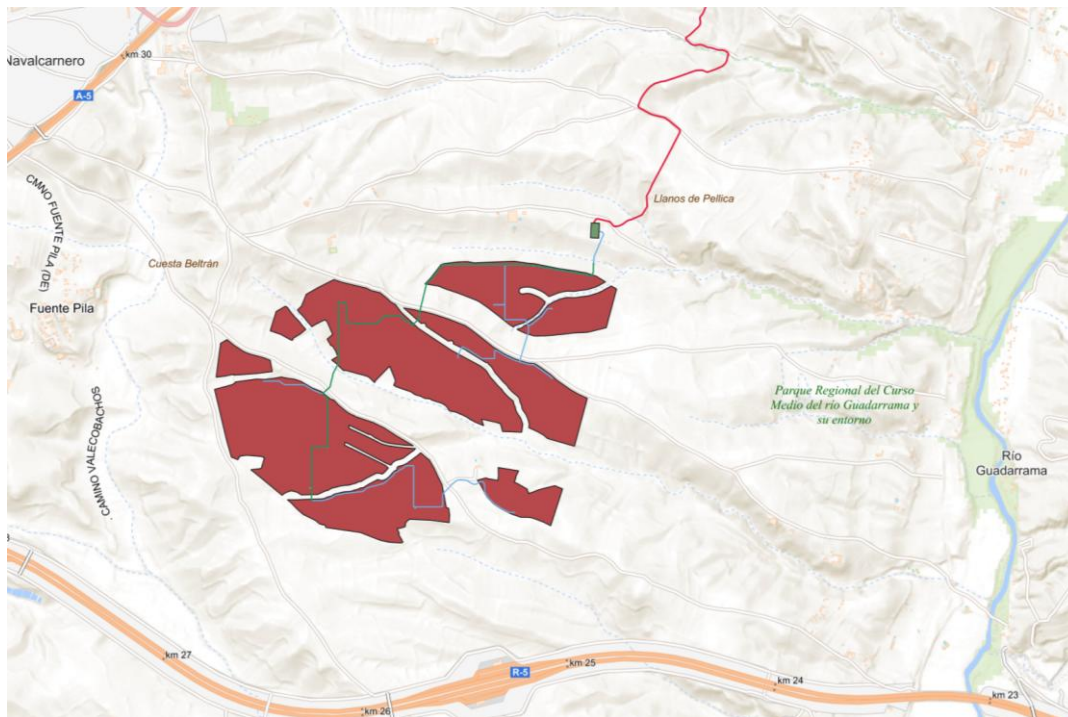 km 30
Navalcarnero
A-5
CMNO FUENTE PILA (DE)
Llanos de Pellica
Cuesta Beltrán
Fuente Pila
Parque Regional del Curso
Medio del río Guadarrama y
su entorno
CAMINO VALECOBACHOS
Río
Guadarrama
km 27
R-5
km 25
km 24
km 23
km 26